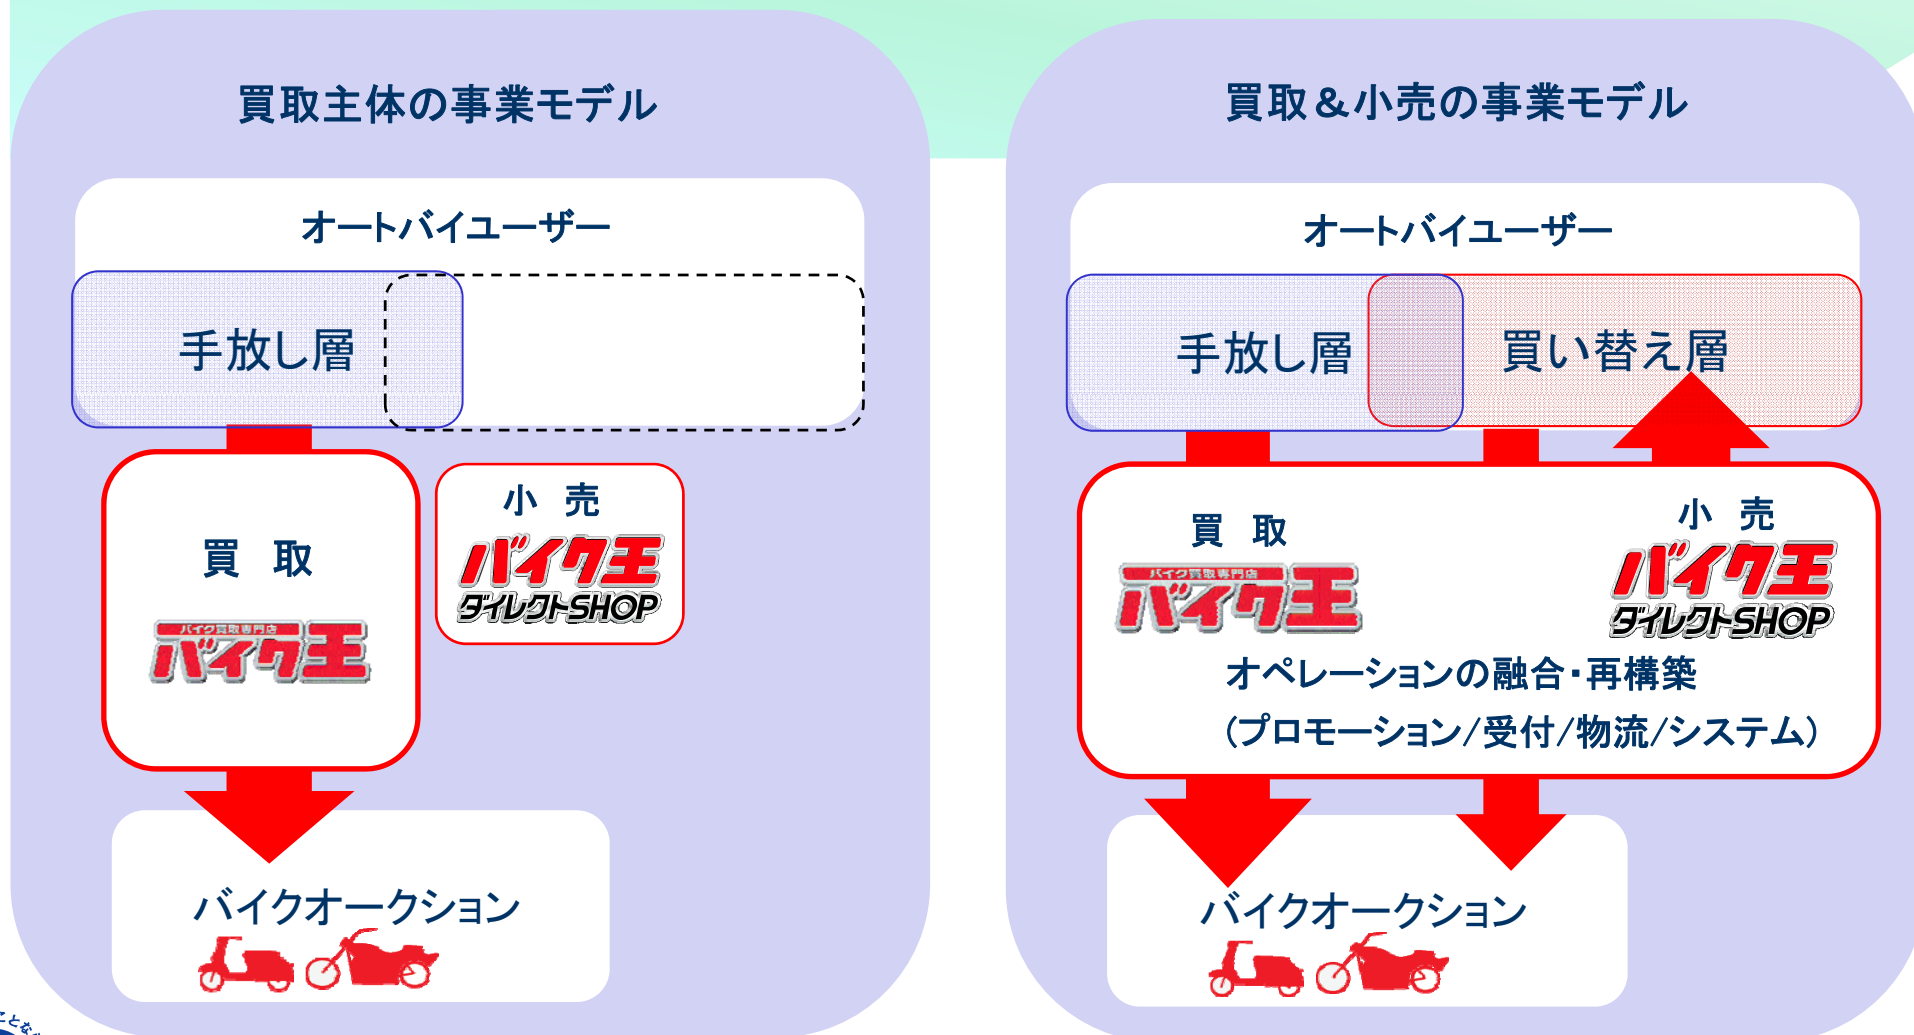 買取主体の事業モデル
オートバイユーザー
手放し層
買 取
バイク買取専門店
バイク王
小 売
バイク王
ダイレクトSHOP
バイクオークション
買取&小売の事業モデル
オートバイユーザー
手放し層
買い替え層
買 取
バイク買取専門店
バイク王
小 売
バイク王
ダイレクトSHOP
オペレーションの融合・再構築
(プロモーション/受付/物流/システム)
バイクオークション